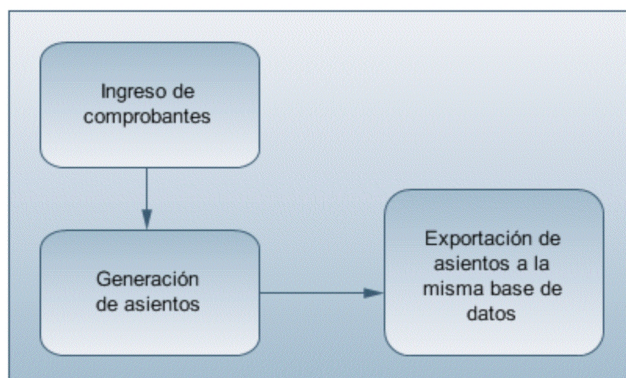 Ingreso de
comprobantes
Generación
de asientos
Exportación de
asientos a la
misma base de
datos